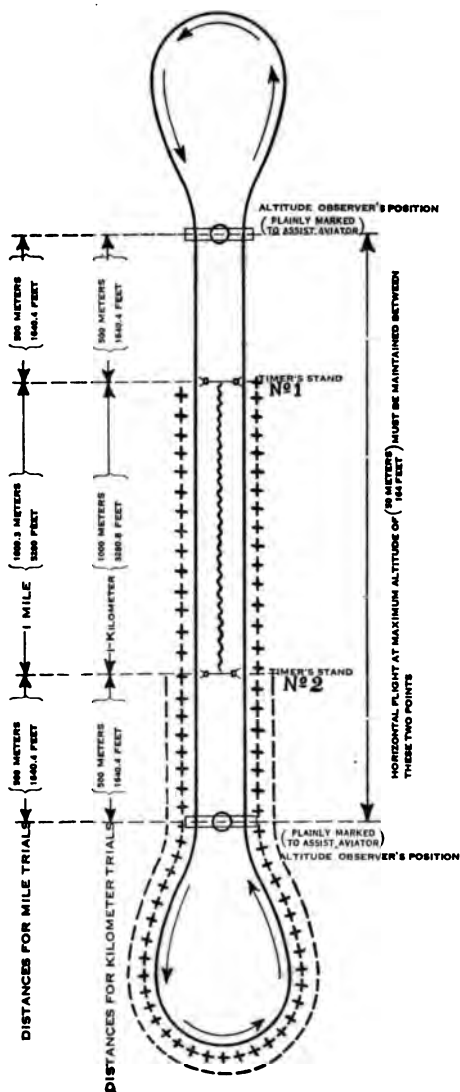 ALTITUDE OBSERVER'S POSITION
(PLAINLY MARKED
TO ASSIST AVIATOR)
500 METERS
1640.4 FEET
500 METERS
1640.4 FEET
TIMER'S STAND
Nº1
1609.3 METERS
5280 FEET
1 MILE
1000 METERS
3280.8 FEET
1-KILOMETER
HORIZONTAL FLIGHT AT MAXIMUM ALTITUDE OF (50 METERS
164 FEET) MUST BE MAINTAINED BETWEEN
THESE TWO POINTS
TIMER'S STAND
Nº2
500 METERS
1640.4 FEET
500 METERS
1640.4 FEET
(PLAINLY MARKED
TO ASSIST AVIATOR)
ALTITUDE OBSERVER'S POSITION
DISTANCES FOR MILE TRIALS
DISTANCES FOR KILOMETER TRIALS